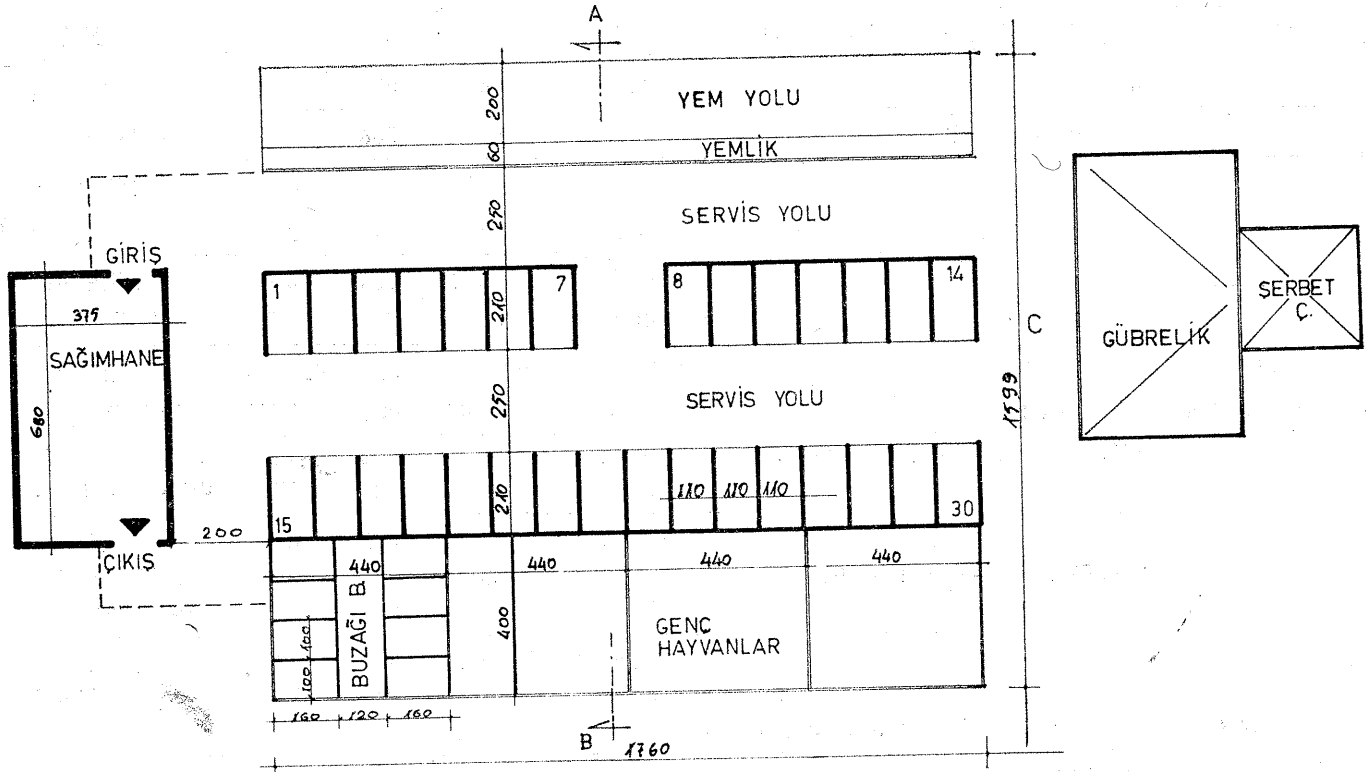 A
YEM YOLU
200
YEMLİK
60
SERVİS YOLU
250
GİRİŞ
1
7
8
14
375
210
SAĞIMHANE
C
ŞERBET
Ç.
GÜBRELİK
680
SERVİS YOLU
250
1599
110 110 110
210
15
30
200
ÇIKIŞ
440
440
440
440
BUZAĞI B.
400
GENÇ
HAYVANLAR
100
100
160
120
160
B
1760